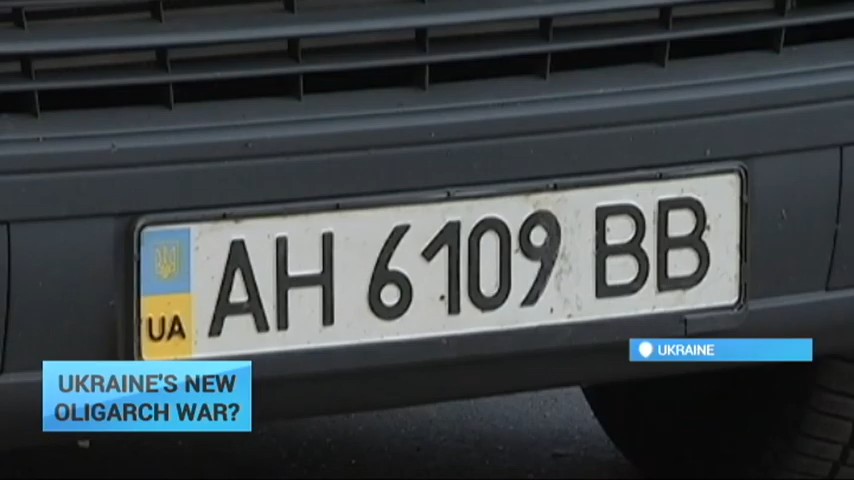 UA
AH 6109 BB
UKRAINE
UKRAINE'S NEW
OLIGARCH WAR?